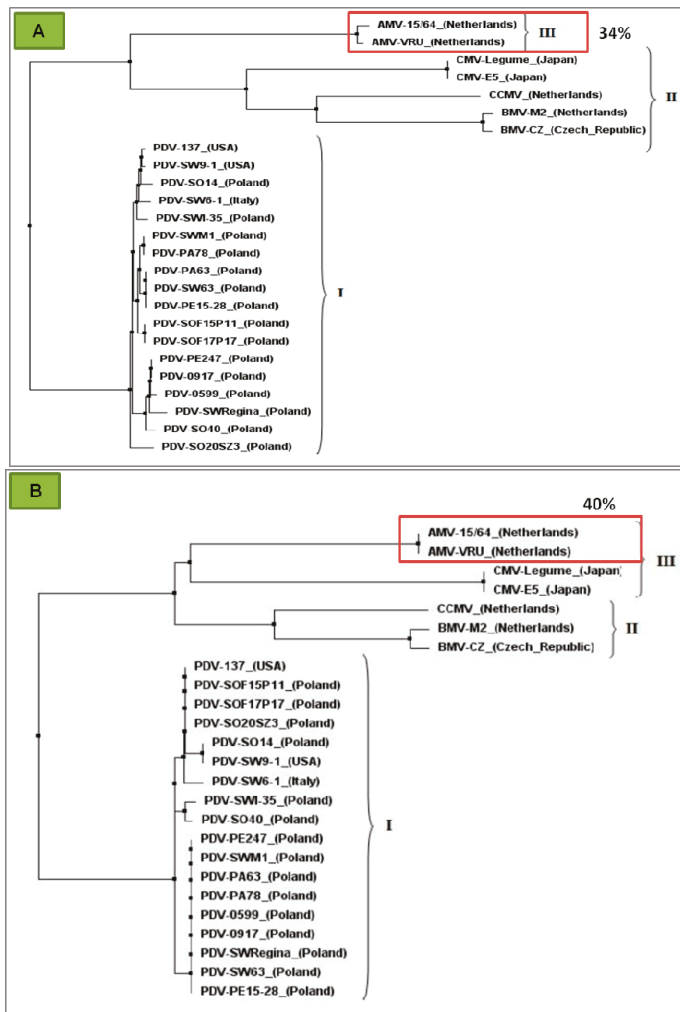 A
AMV-15/64_(Netherlands)
AMV-VRU_(Netherlands)
III
34%
CMV-Legume_(Japan)
CMV-E5_(Japan)
CCMV_(Netherlands)
BMV-M2_(Netherlands)
BMV-CZ_(Czech_Republic)
II
PDV-137_(USA)
PDV-SW9-1_(USA)
PDV-SO14_(Poland)
PDV-SW6-1_(Italy)
PDV-SWI-35_(Poland)
PDV-SWM1_(Poland)
PDV-PA78_(Poland)
PDV-PA63_(Poland)
PDV-SW63_(Poland)
PDV-PE15-28_(Poland)
PDV-SOF15P11_(Poland)
PDV-SOF17P17_(Poland)
PDV-PE247_(Poland)
PDV-0917_(Poland)
PDV-0599_(Poland)
PDV-SWRegina_(Poland)
PDV-SO40_(Poland)
PDV-SO20SZ3_(Poland)
I
B
40%
AMV-15/64_(Netherlands)
AMV-VRU_(Netherlands)
CMV-Legume_(Japan)
CMV-E5_(Japan)
III
CCMV_(Netherlands)
BMV-M2_(Netherlands)
BMV-CZ_(Czech_Republic)
II
PDV-137_(USA)
PDV-SOF15P11_(Poland)
PDV-SOF17P17_(Poland)
PDV-SO20SZ3_(Poland)
PDV-SO14_(Poland)
PDV-SW9-1_(USA)
PDV-SW6-1_(Italy)
PDV-SWI-35_(Poland)
PDV-SO40_(Poland)
PDV-PE247_(Poland)
PDV-SWM1_(Poland)
PDV-PA63_(Poland)
PDV-PA78_(Poland)
PDV-0599_(Poland)
PDV-0917_(Poland)
PDV-SWRegina_(Poland)
PDV-SW63_(Poland)
PDV-PE15-28_(Poland)
I